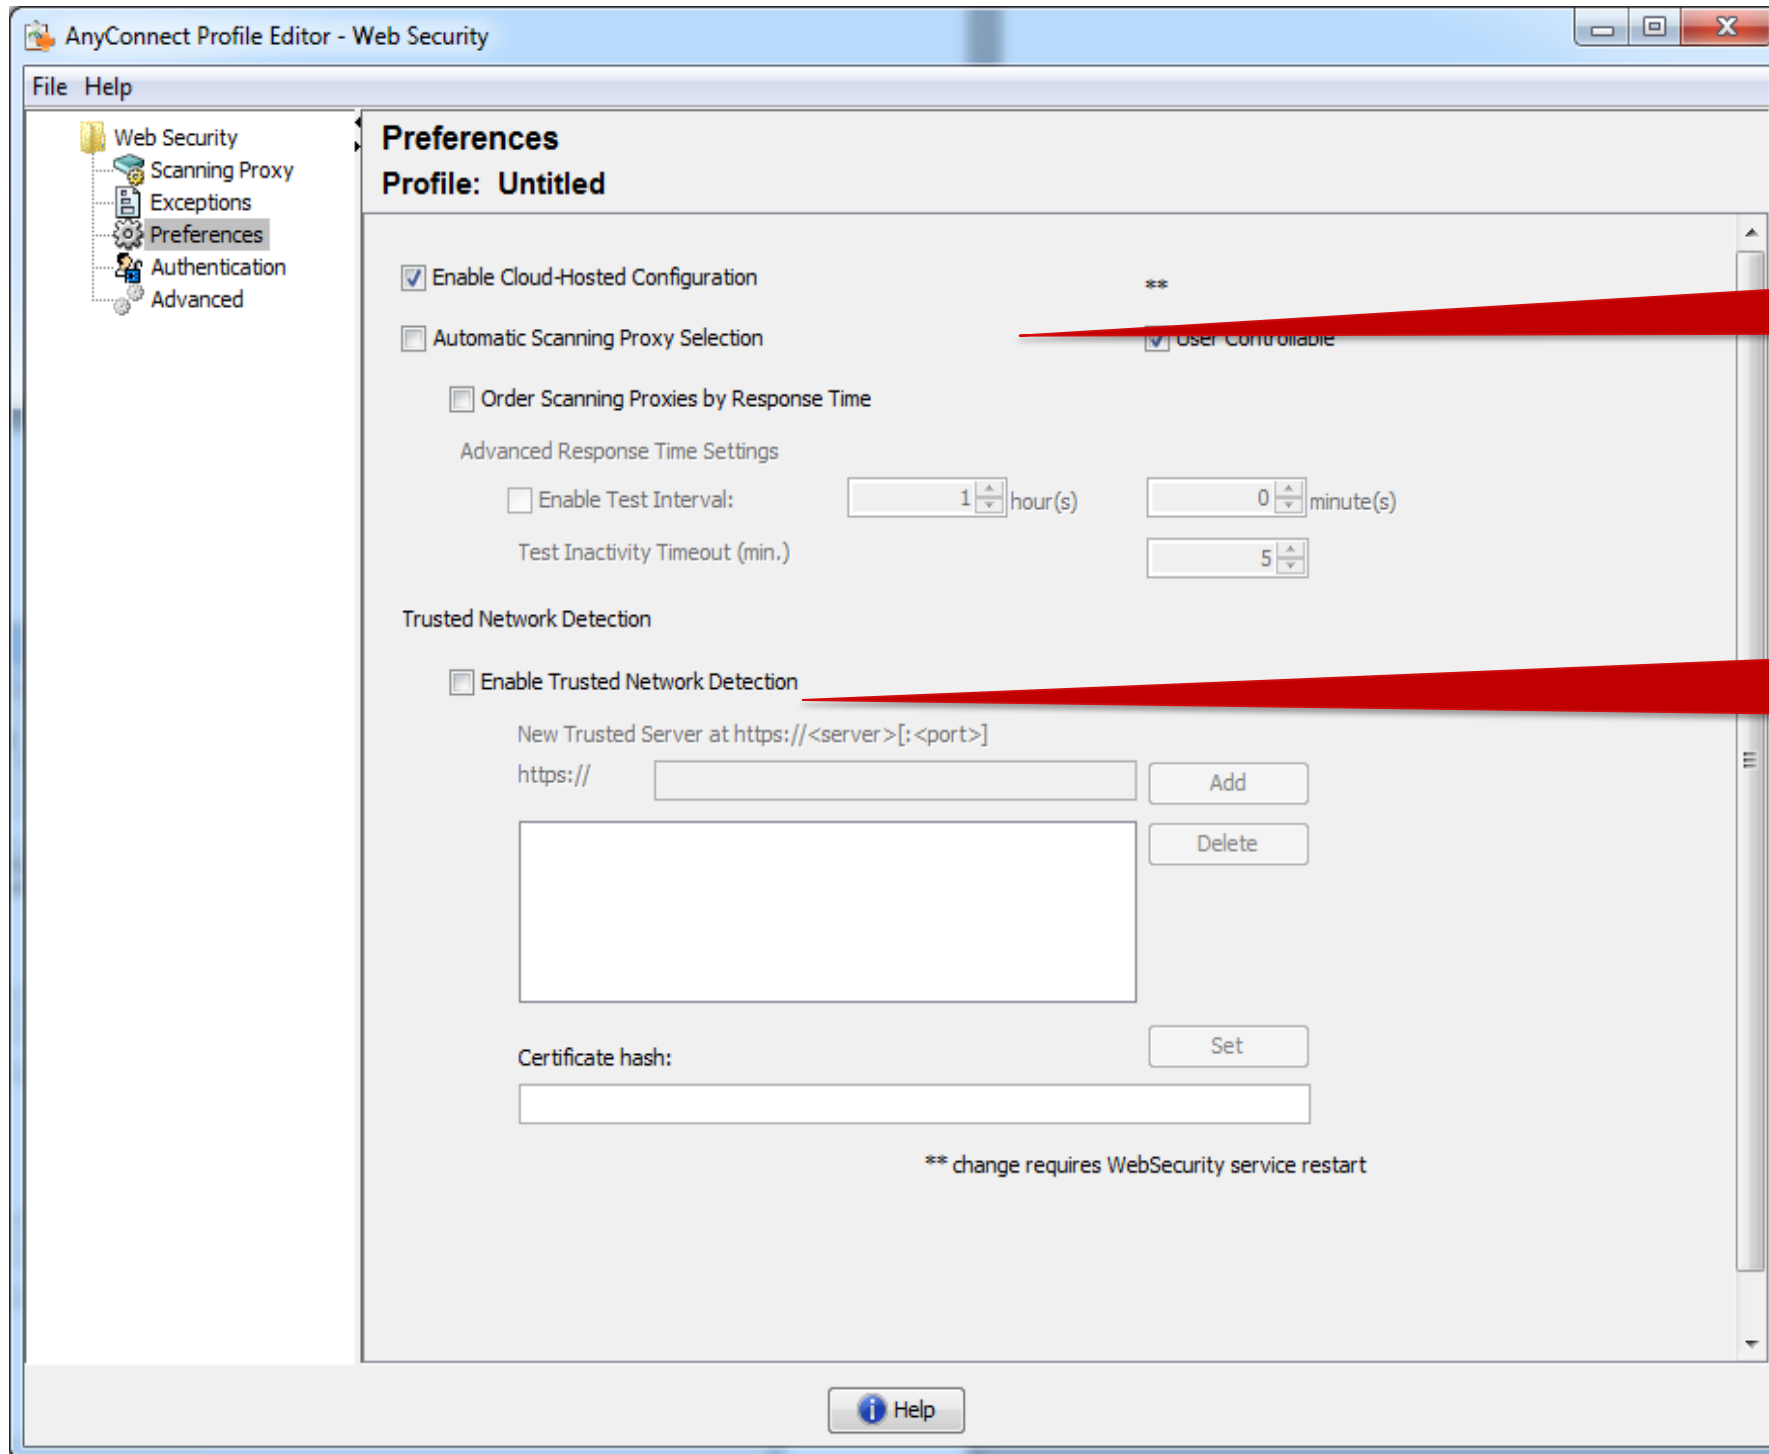 AnyConnect Profile Editor - Web Security
File Help
Web Security
Scanning Proxy
Exceptions
Preferences
Authentication
Advanced
Preferences
Profile: Untitled
Enable Cloud-Hosted Configuration **
Automatic Scanning Proxy Selection User Controllable
Order Scanning Proxies by Response Time
Advanced Response Time Settings
Enable Test Interval: 1 hour(s) 0 minute(s)
Test Inactivity Timeout (min.) 5
Trusted Network Detection
Enable Trusted Network Detection
New Trusted Server at https://<server>[:<port>]
https:// Add
Delete
Certificate hash: Set
** change requires WebSecurity service restart
Help